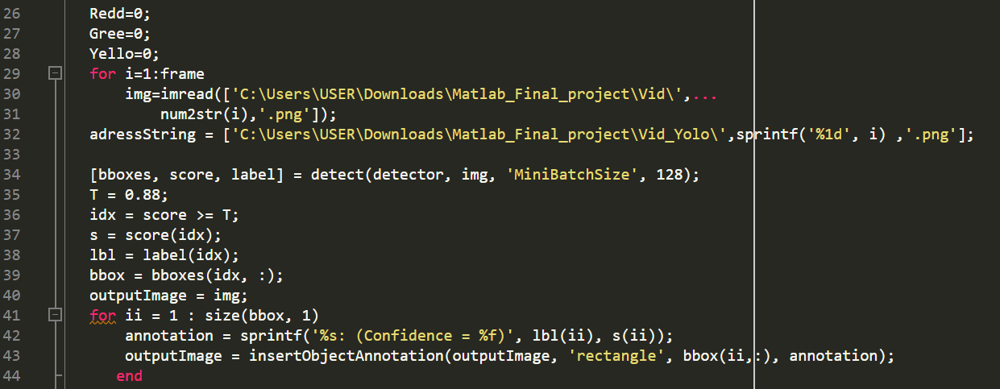 26 Redd=0;
27 Gree=0;
28 Yello=0;
29 for i=1:frame
30 img=imread(['C:\Users\USER\Downloads\Matlab_Final_project\Vid\',...
31 num2str(i),'.png']);
32 adressString = ['C:\Users\USER\Downloads\Matlab_Final_project\Vid_Yolo\',sprintf('%1d', i) ,'.png'];
33
34 [bboxes, score, label] = detect(detector, img, 'MiniBatchSize', 128);
35 T = 0.88;
36 idx = score >= T;
37 s = score(idx);
38 lbl = label(idx);
39 bbox = bboxes(idx, :);
40 outputImage = img;
41 for ii = 1 : size(bbox, 1)
42 annotation = sprintf('%s: (Confidence = %f)', lbl(ii), s(ii));
43 outputImage = insertObjectAnnotation(outputImage, 'rectangle', bbox(ii,:), annotation);
44 end